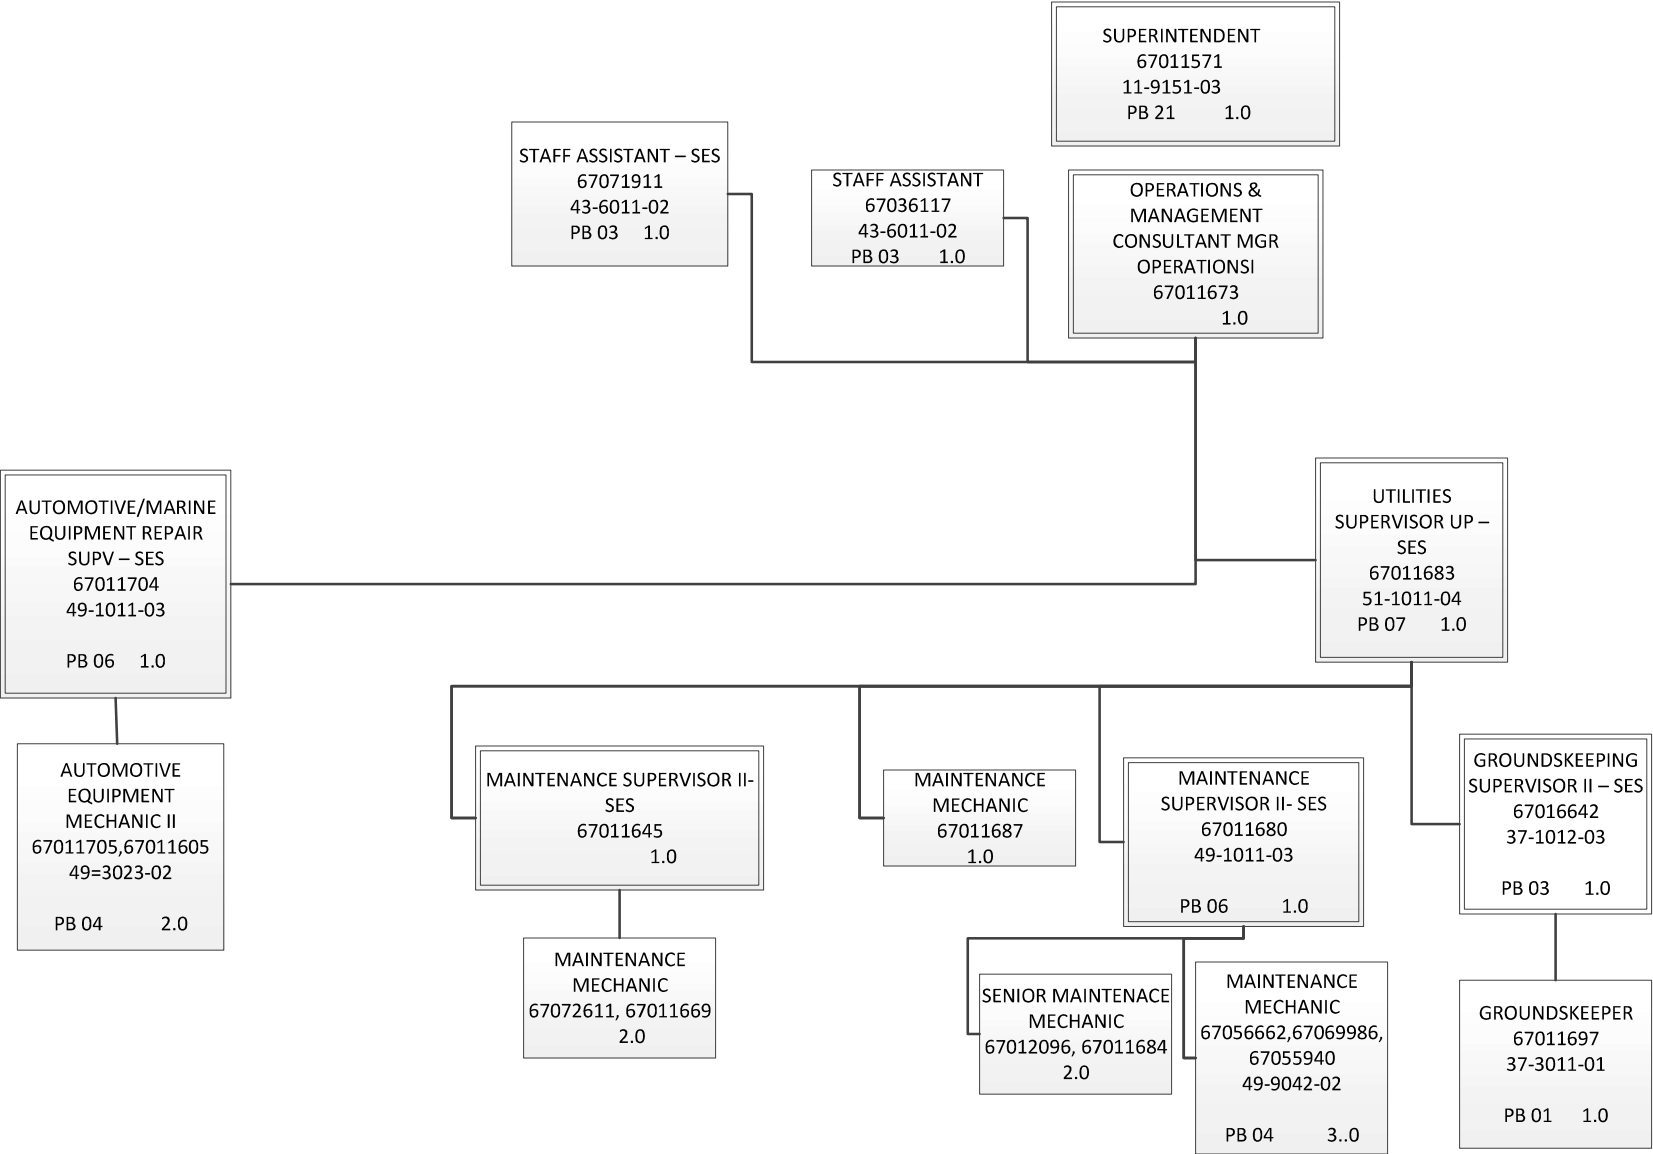 SUPERINTENDENT
67011571
11-9151-03
PB 21 1.0
STAFF ASSISTANT – SES
67071911
43-6011-02
PB 03 1.0
STAFF ASSISTANT
67036117
43-6011-02
PB 03 1.0
OPERATIONS &
MANAGEMENT
CONSULTANT MGR
OPERATIONSI
67011673
1.0
AUTOMOTIVE/MARINE
EQUIPMENT REPAIR
SUPV – SES
67011704
49-1011-03
PB 06 1.0
UTILITIES
SUPERVISOR UP –
SES
67011683
51-1011-04
PB 07 1.0
AUTOMOTIVE
EQUIPMENT
MECHANIC II
67011705,67011605
49=3023-02
PB 04 2.0
MAINTENANCE SUPERVISOR II-
SES
67011645
1.0
MAINTENANCE
MECHANIC
67011687
1.0
MAINTENANCE
SUPERVISOR II- SES
67011680
49-1011-03
PB 06 1.0
GROUNDSKEEPING
SUPERVISOR II – SES
67016642
37-1012-03
PB 03 1.0
MAINTENANCE
MECHANIC
67072611, 67011669
2.0
SENIOR MAINTENACE
MECHANIC
67012096, 67011684
2.0
MAINTENANCE
MECHANIC
67056662,67069986,
67055940
49-9042-02
PB 04 3..0
GROUNDSKEEPER
67011697
37-3011-01
PB 01 1.0